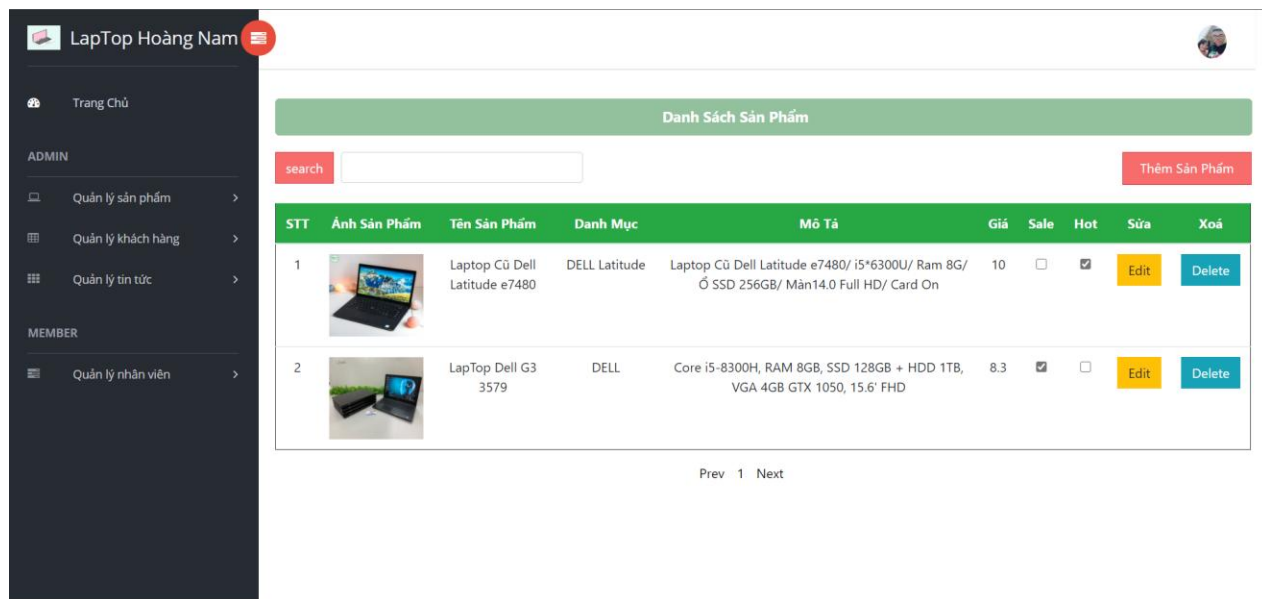 LapTop Hoàng Nam
Trang Chủ
ADMIN
Quản lý sản phẩm
Quản lý khách hàng
Quản lý tin tức
MEMBER
Quản lý nhân viên
Danh Sách Sản Phẩm
search
Thêm Sản Phẩm
STT Ảnh Sản Phẩm Tên Sản Phẩm Danh Mục Mô Tả Giá Sale Hot Sửa Xoá
1 Laptop Cũ Dell DELL Latitude Laptop Cũ Dell Latitude e7480/ i5*6300U/ Ram 8G/ 10 Edit Delete
Latitude e7480 Ổ SSD 256GB/ Màn14.0 Full HD/ Card On
2 LapTop Dell G3 DELL Core i5-8300H, RAM 8GB, SSD 128GB + HDD 1TB, 8.3 Edit Delete
3579 VGA 4GB GTX 1050, 15.6' FHD
Prev 1 Next